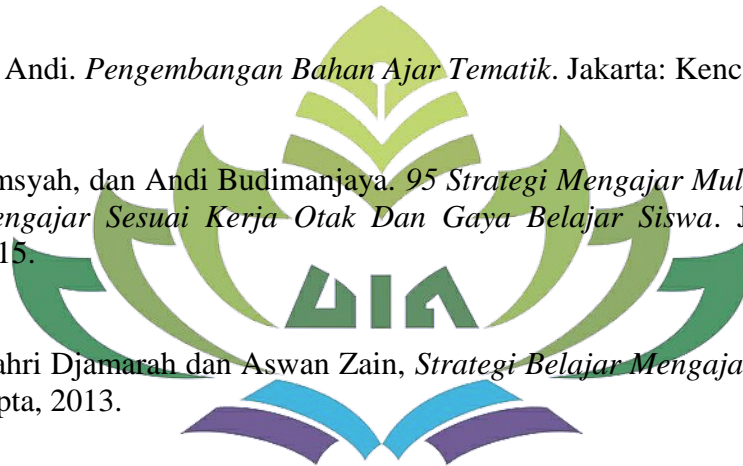 Andi. Pengembangan Bahan Ajar Tematik. Jakarta: Kenc
msyah, dan Andi Budimanjaya. 95 Strategi Mengajar Mul
engajar Sesuai Kerja Otak Dan Gaya Belajar Siswa. J
15.
UIN
ahri Djamarah dan Aswan Zain, Strategi Belajar Mengaja
pta, 2013.